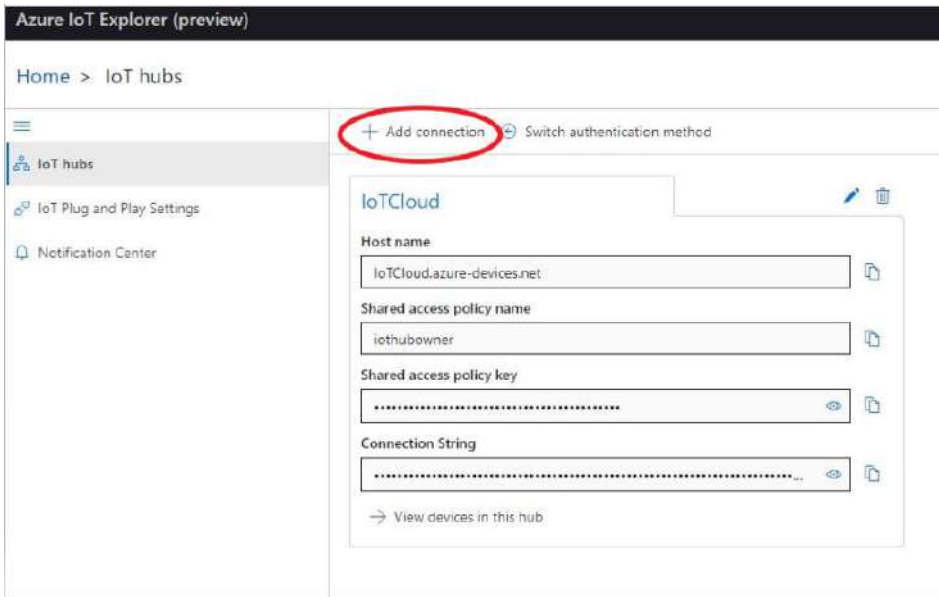 Azure IoT Explorer (preview)
Home > IoT hubs
+ Add connection Switch authentication method
IoT hubs
IoT Plug and Play Settings
Notification Center
IoTCloud
Host name
IoTCloud.azure-devices.net
Shared access policy name
iothubowner
Shared access policy key
Connection String
...
→ View devices in this hub